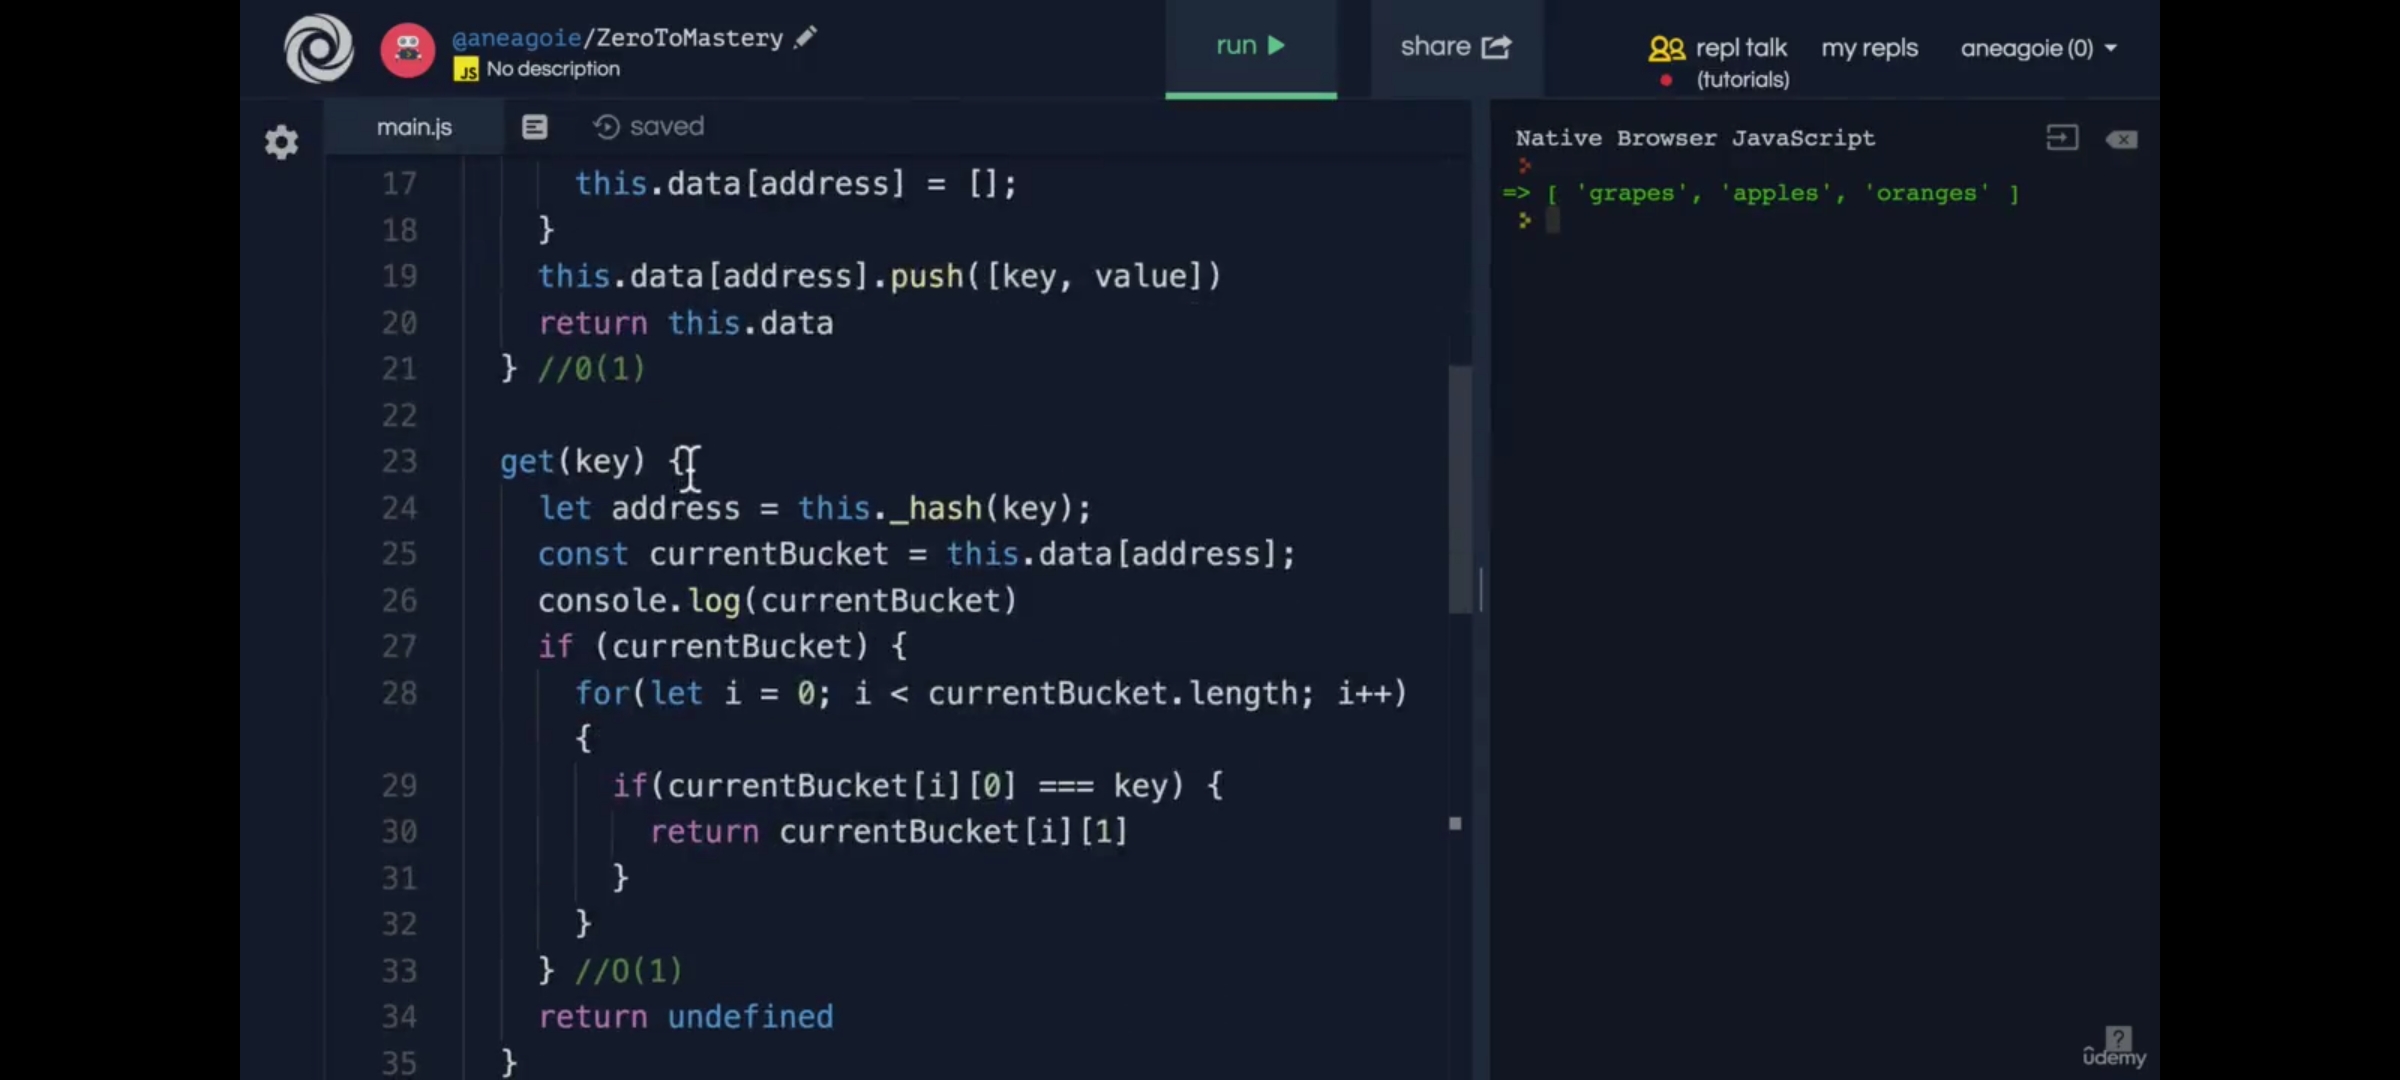 @aneagoie/ZeroToMastery
JS No description
run
share
repl talk
(tutorials)
my repls
aneagoie (0)
main.js
saved
17 this.data[address] = [];
18 }
19 this.data[address].push([key, value])
20 return this.data
21 } //0(1)
22
23 get(key) {
24 let address = this._hash(key);
25 const currentBucket = this.data[address];
26 console.log(currentBucket)
27 if (currentBucket) {
28 for(let i = 0; i < currentBucket.length; i++)
{
29 if(currentBucket[i][0] === key) {
30 return currentBucket[i][1]
31 }
32 }
33 } //O(1)
34 return undefined
35 }
Native Browser JavaScript
=> [ 'grapes', 'apples', 'oranges' ]
?
ûdemy